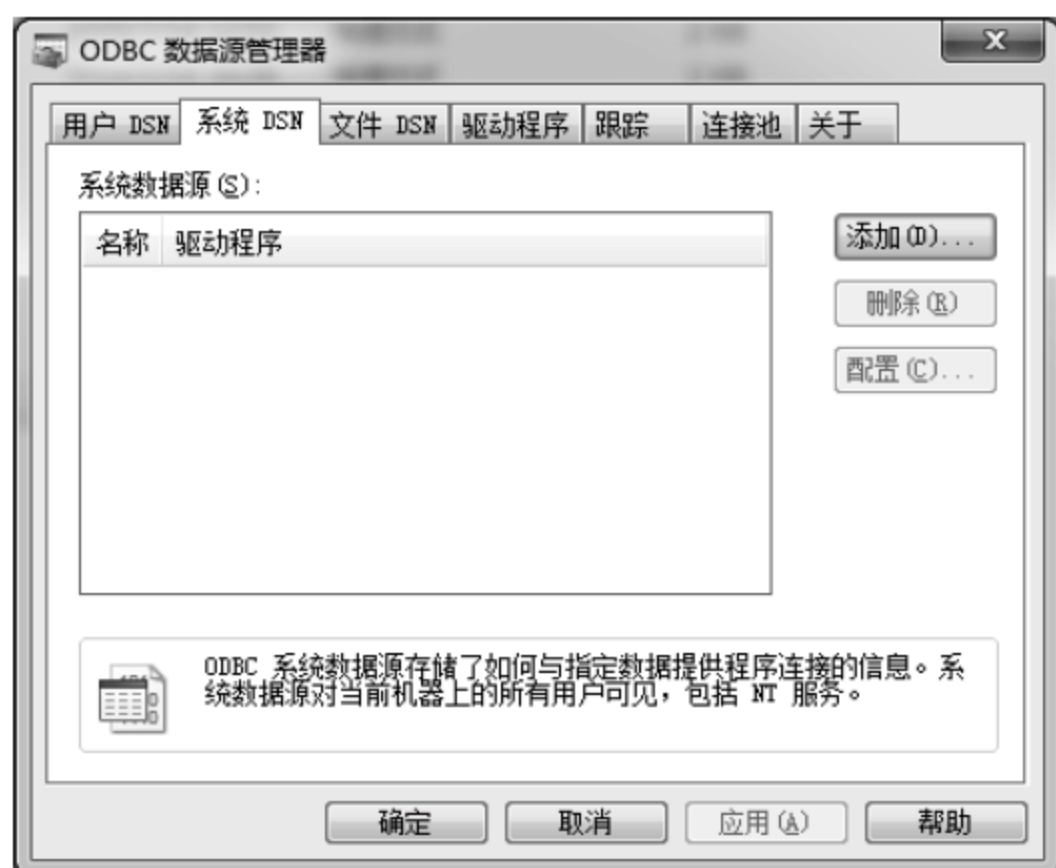 ODBC 数据源管理器
X
用户 DSN 系统 DSN 文件 DSN 驱动程序 跟踪 连接池 关于
系统数据源(S):
名称 驱动程序
添加(D)...
删除(R)
配置(C)...
ODBC 系统数据源存储了如何与指定数据提供程序连接的信息。系
统数据源对当前机器上的所有用户可见，包括 NT 服务。
确定 取消 应用(A) 帮助